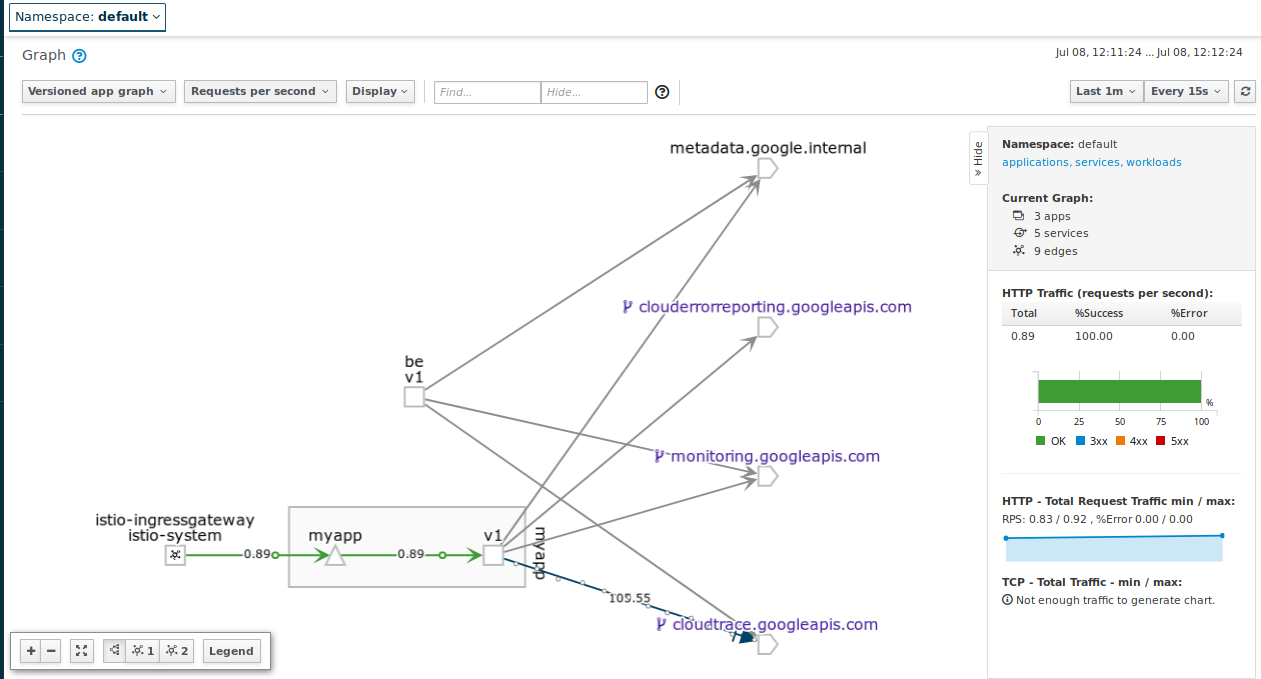 Namespace: default
Graph
Jul 08, 12:11:24 ... Jul 08, 12:12:24
Versioned app graph
Requests per second
Display
Find...
Hide...
Last 1m
Every 15s
metadata.google.internal
clouderrorreporting.googleapis.com
be
v1
monitoring.googleapis.com
istio-ingressgateway
istio-system
myapp
v1
myapp
0.89
0.89
109.55
cloudtrace.googleapis.com
1
2
Legend
Hide
Namespace: default
applications, services, workloads
Current Graph:
3 apps
5 services
9 edges
HTTP Traffic (requests per second):
Total %Success %Error
0.89 100.00 0.00
%
0 25 50 75 100
OK 3xx 4xx 5xx
HTTP - Total Request Traffic min / max:
RPS: 0.83 / 0.92 , %Error 0.00 / 0.00
TCP - Total Traffic - min / max:
Not enough traffic to generate chart.